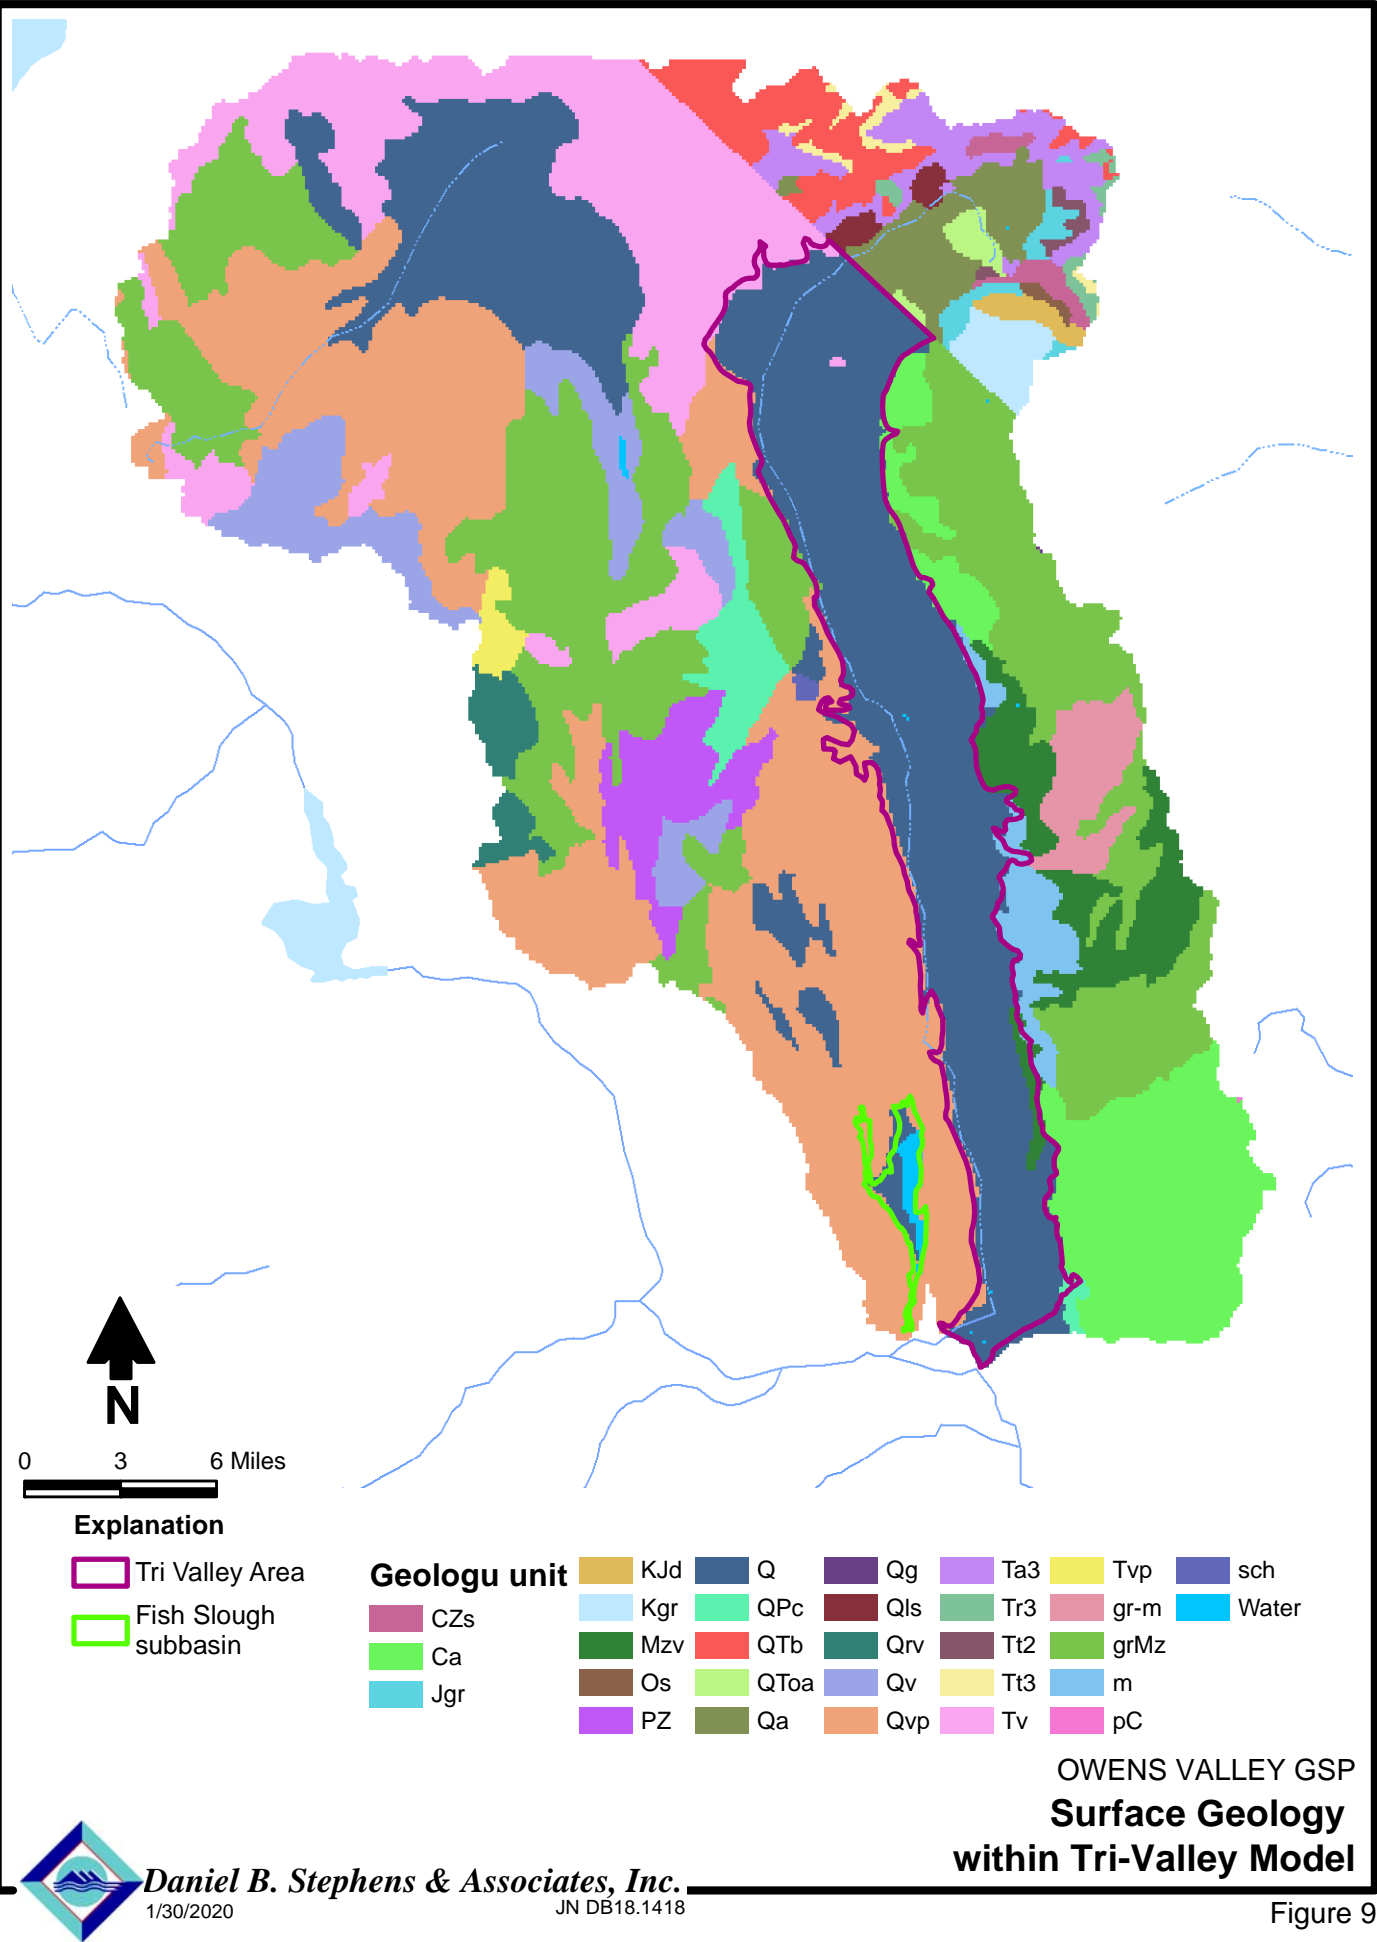 N
0 3 6 Miles
Explanation
Tri Valley Area
Fish Slough
subbasin
Geologu unit
CZs
Ca
Jgr
KJd
Kgr
Mzv
Os
PZ
Q
QPc
QTb
QToa
Qa
Qg
Qls
Qrv
Qv
Qvp
Ta3
Tr3
Tt2
Tt3
Tv
Tvp
gr-m
grMz
m
pC
sch
Water
OWENS VALLEY GSP
Surface Geology
within Tri-Valley Model
Daniel B. Stephens & Associates, Inc.
1/30/2020
JN DB18.1418
Figure 9